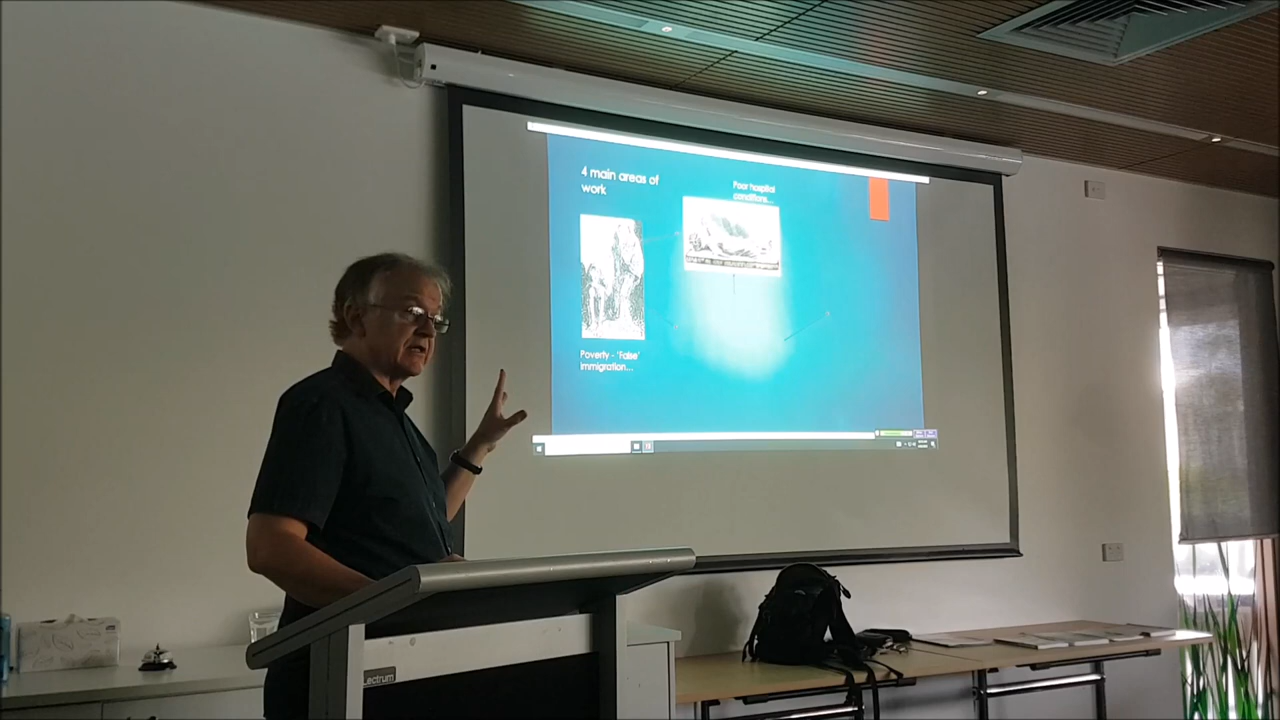 4 main areas of
work
Poor hospital
conditions...
Poverty - 'False'
Immigration...
Lectrum